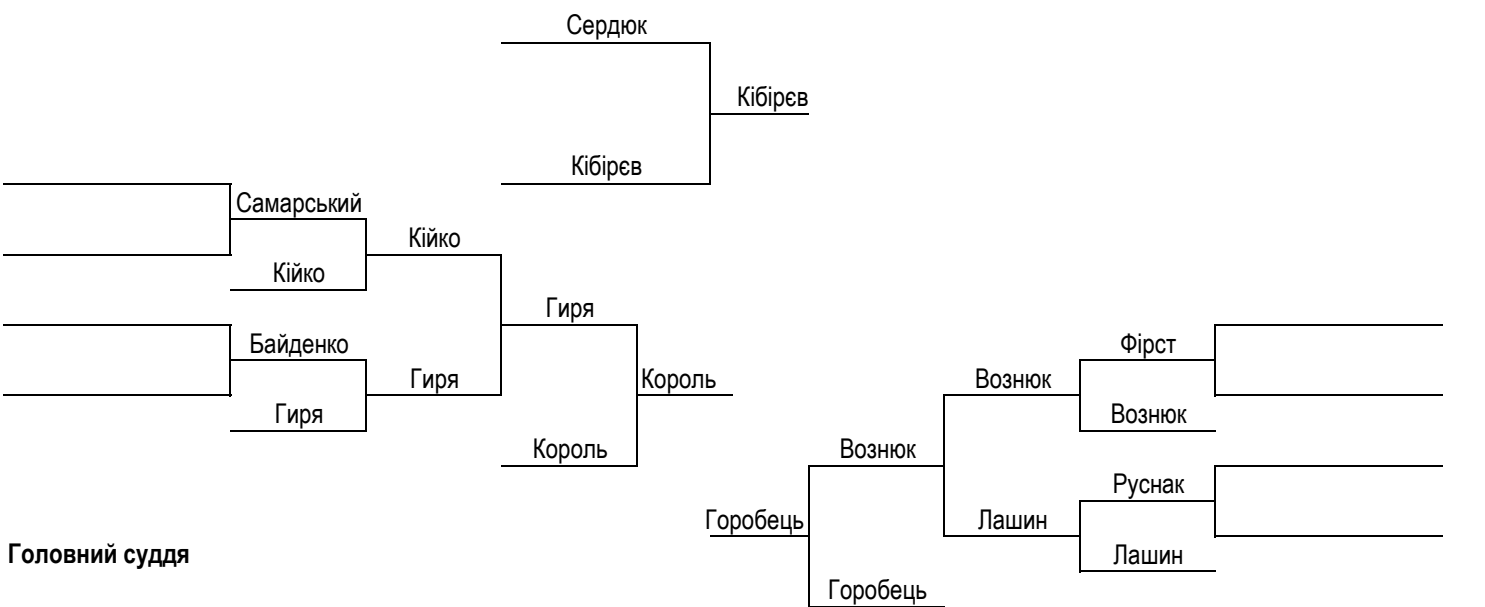 Сердюк
Кібірєв
Кібірєв
Самарський
Кійко
Кійко
Гиря
Байденко
Фірст
Гиря
Король
Вознюк
Гиря
Вознюк
Король
Вознюк
Руснак
Горобець
Лашин
Головний суддя
Лашин
Горобець